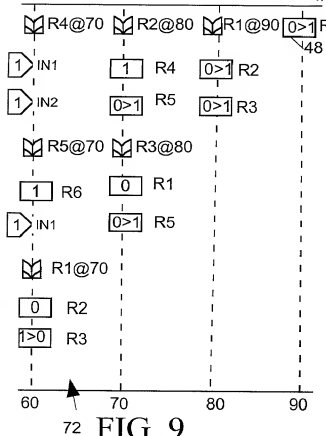 R4@70 R2@80 R1@90 0>1 R
48
1 IN1 1 R4 0>1 R2
1 IN2 0>1 R5 0>1 R3
R5@70 R3@80
1 R6 0 R1
1 IN1 0>1 R5
R1@70
0 R2
1>0 R3
60 70 80 90
72 FIG. 9